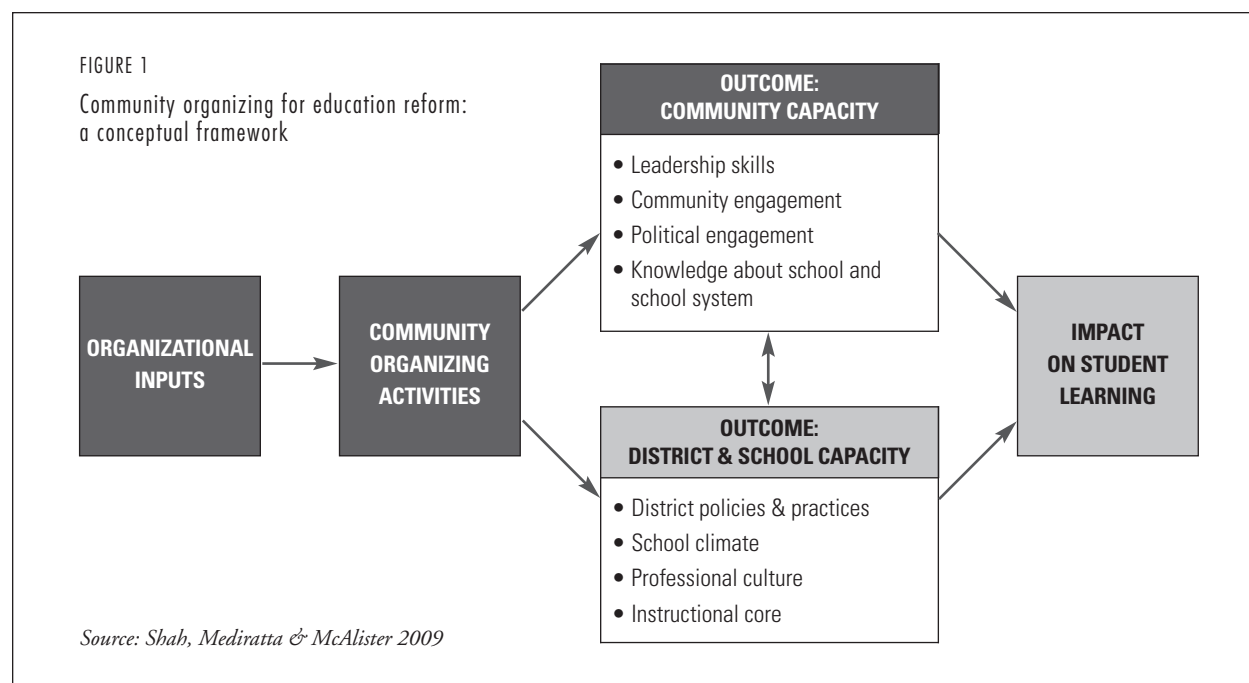 FIGURE 1
Community organizing for education reform:
a conceptual framework
ORGANIZATIONAL
INPUTS
COMMUNITY
ORGANIZING
ACTIVITIES
OUTCOME:
COMMUNITY CAPACITY
• Leadership skills
• Community engagement
• Political engagement
• Knowledge about school and
school system
OUTCOME:
DISTRICT & SCHOOL CAPACITY
• District policies & practices
• School climate
• Professional culture
• Instructional core
IMPACT
ON STUDENT
LEARNING
Source: Shah, Mediratta & McAlister 2009